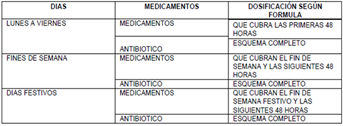 DIAS MEDICAMENTOS DOSIFICACIÓN SEGÚN
FORMULA
LUNES A VIERNES MEDICAMENTOS QUE CUBRA LAS PRIMERAS 48
HORAS
ANTIBIOTICO ESQUEMA COMPLETO
FINES DE SEMANA MEDICAMENTOS QUE CUBRAN EL FIN DE
SEMANA Y LAS SIGUIENTES 48
HORAS
ANTIBIOTICO ESQUEMA COMPLETO
DIAS FESTIVOS MEDICAMENTOS QUE CUBRAN EL FIN DE
SEMANA FESTIVO Y LAS
SIGUIENTES 48 HORAS
ANTIBIOTICO ESQUEMA COMPLETO